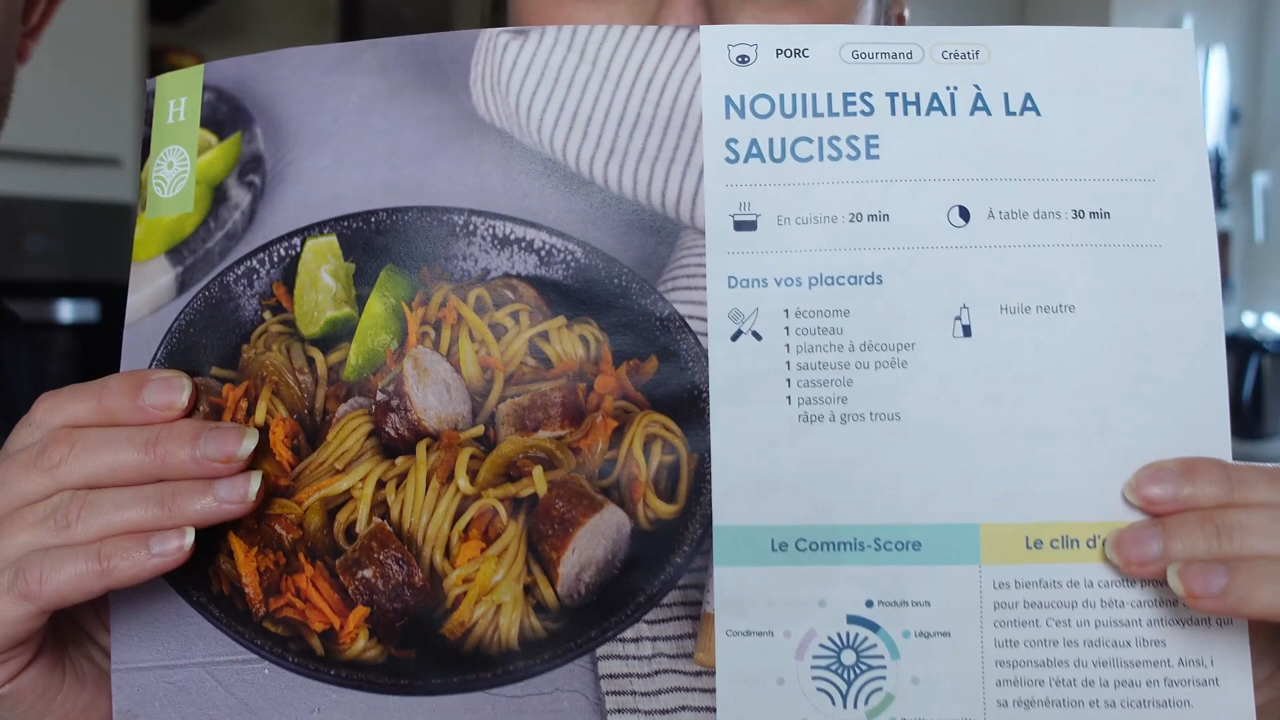 H
PORC
Gourmand
Créatif
NOUILLES THAÏ À LA
SAUCISSE
En cuisine : 20 min
À table dans : 30 min
Dans vos placards
1 économe
1 couteau
1 planche à découper
1 sauteuse ou poêle
1 casserole
1 passoire
râpe à gros trous
Huile neutre
Le Commis-Score
Produits bruts
Condiments
Légumes
Le clin
Les bienfaits de la carotte
pour beaucoup du bêta-carotène
contient. C'est un puissant antioxydant qui
lutte contre les radicaux libres
responsables du vieillissement. Ainsi, i
améliore l'état de la peau en favorisant
sa régénération et sa cicatrisation.